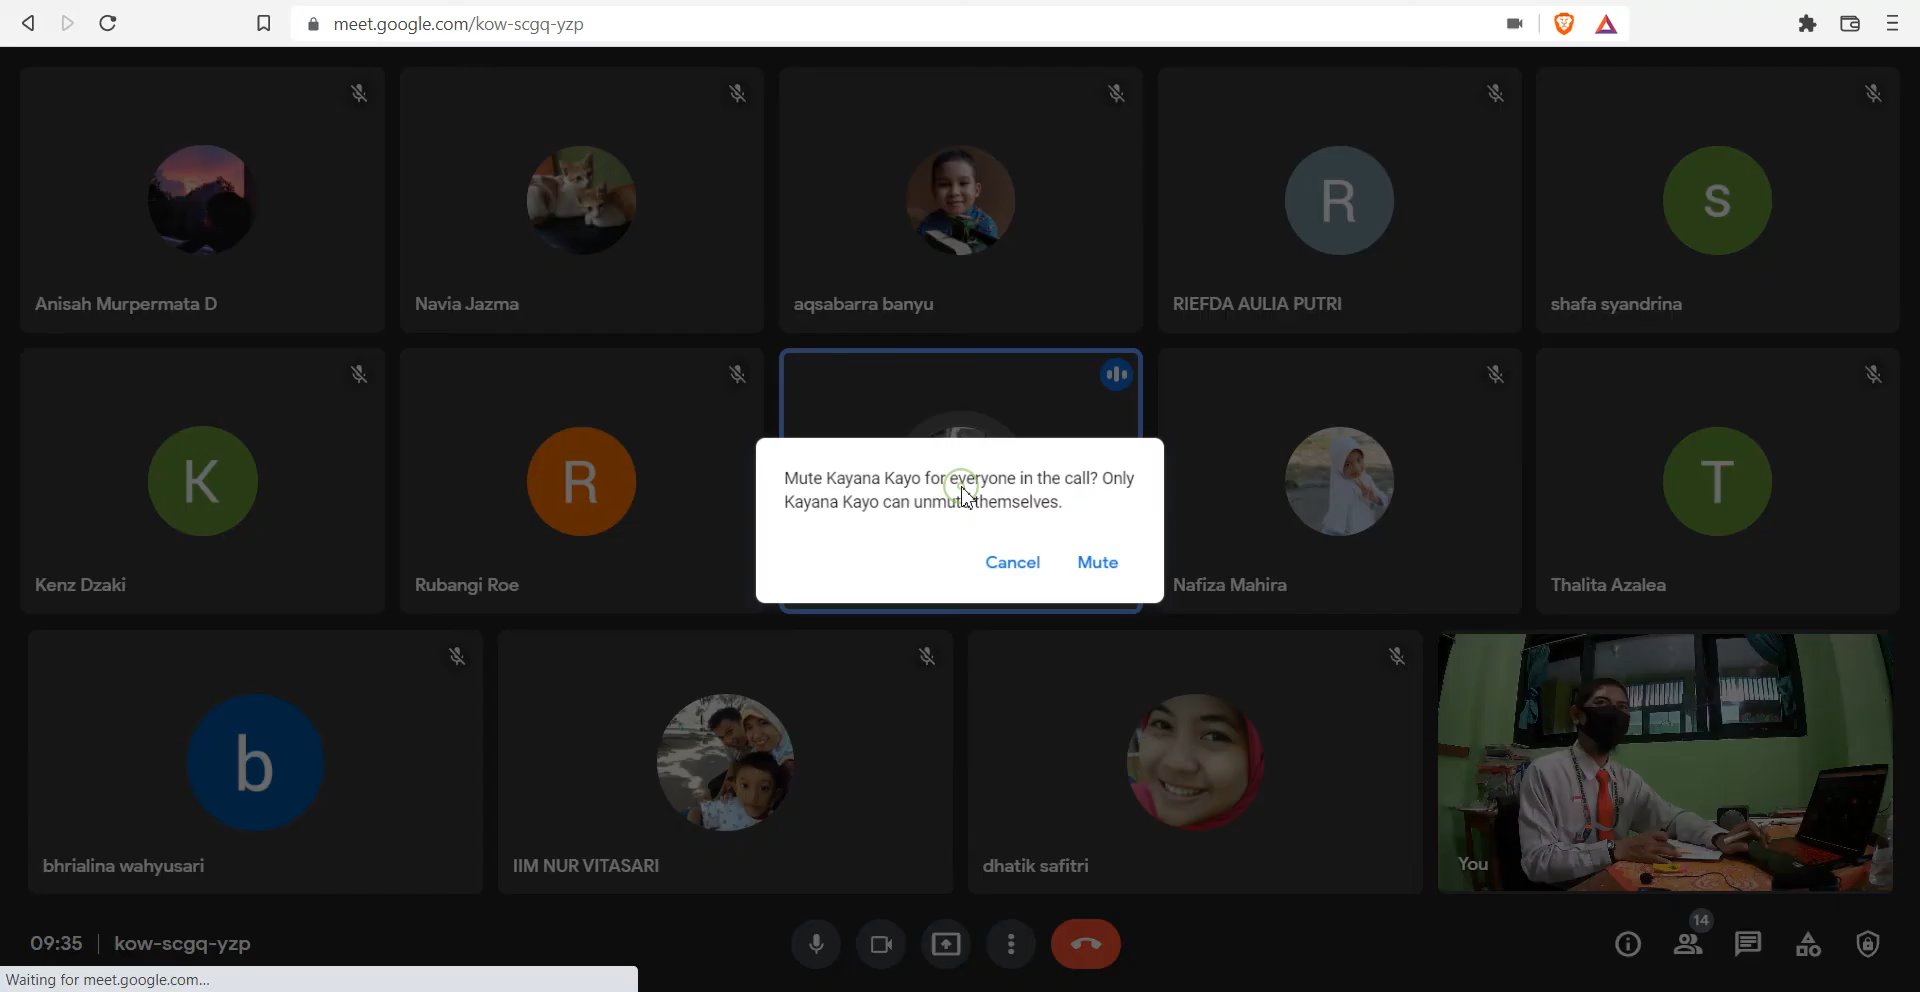 meet.google.com/kow-scgq-yzp
Anisah Murpermata D
Navia Jazma
aqsabarra banyu
R
RIEFDA AULIA PUTRI
s
shafa syandrina
K
Kenz Dzaki
R
Rubangi Roe
Mute Kayana Kayo for everyone in the call? Only
Kayana Kayo can unmute themselves.
Cancel Mute
Nafiza Mahira
T
Thalita Azalea
b
bhrialina wahyusari
IIM NUR VITASARI
dhatik safitri
You
09:35 | kow-scgq-yzp
14
Waiting for meet.google.com...